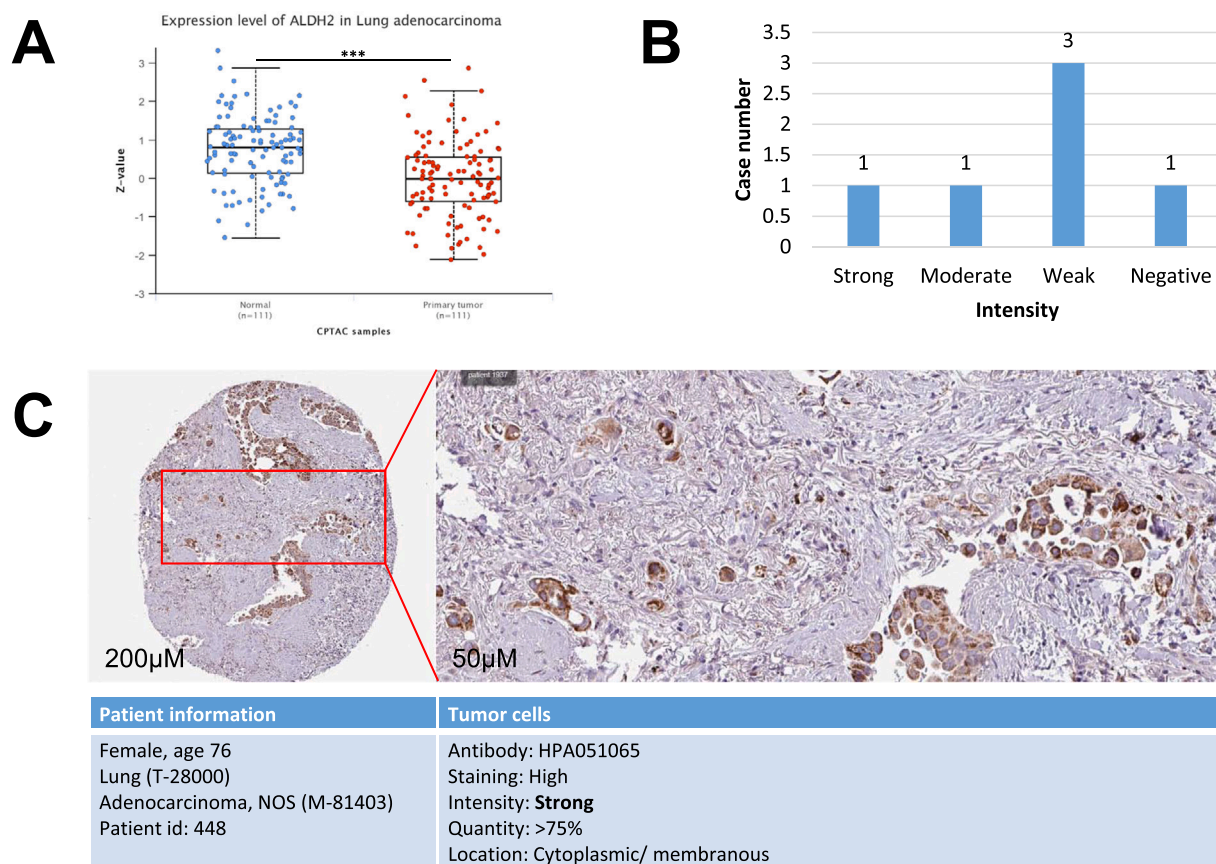 A
Expression level of ALDH2 in Lung adenocarcinoma
***
3
2
1
0
-1
-2
-3
Z-value
Normal
(n=111)
Primary tumor
(n=111)
CPTAC samples
B
3.5
3
2.5
2
1.5
1
0.5
0
Case number
1
1
3
1
Strong
Moderate
Weak
Negative
Intensity
C
patient 1937
200µM
50µM
Patient information
Female, age 76
Lung (T-28000)
Adenocarcinoma, NOS (M-81403)
Patient id: 448
Tumor cells
Antibody: HPA051065
Staining: High
Intensity: Strong
Quantity: >75%
Location: Cytoplasmic/ membranous